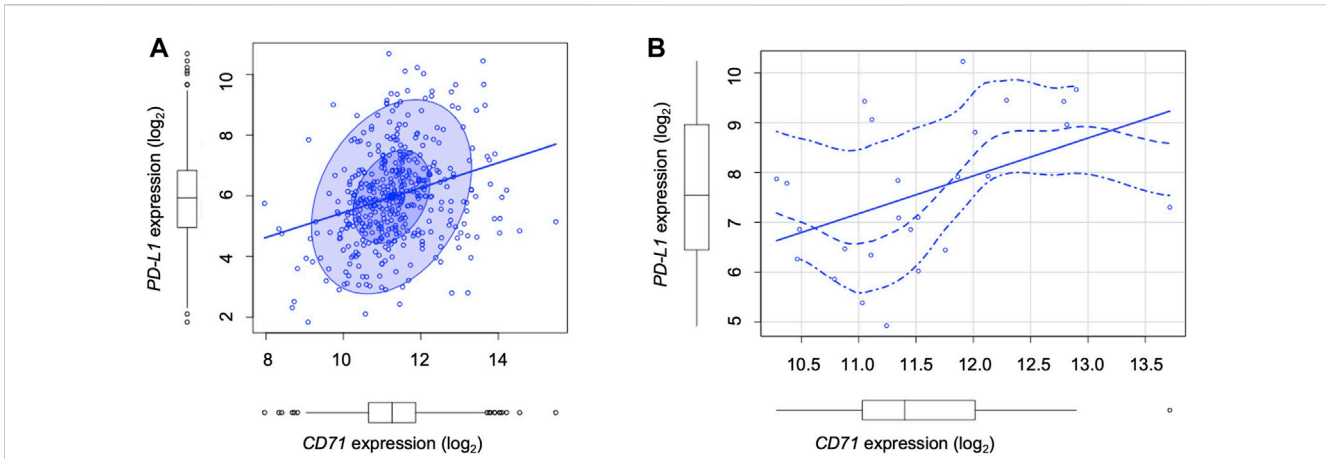 A
B
PD-L1 expression (log2)
10
8
6
4
2
8 10 12 14
CD71 expression (log2)
PD-L1 expression (log2)
10
9
8
7
6
5
10.5 11.0 11.5 12.0 12.5 13.0 13.5
CD71 expression (log2)